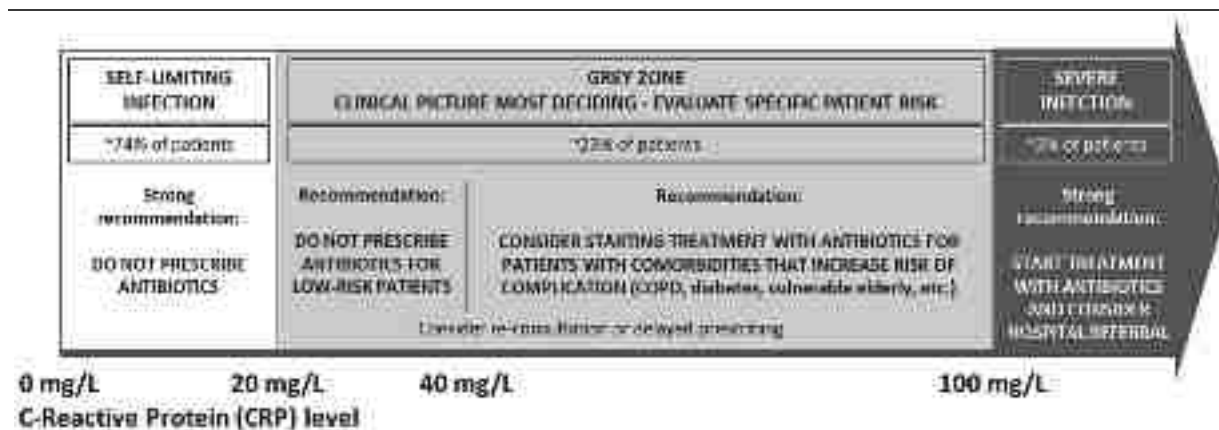 SELF-LIMITING
INFECTION
~74% of patients
Strong
recommendation:
DO NOT PRESCRIBE
ANTIBIOTICS
GREY ZONE
CLINICAL PICTURE MOST DECIDING - EVALUATE SPECIFIC PATIENT RISK
of patients
Recommendation:
DO NOT PRESCRIBE
ANTIBIOTICS FOR
LOW-RISK PATIENTS
Recommendation:
CONSIDER STARTING TREATMENT WITH ANTIBIOTICS FOR
PATIENTS WITH COMORBIDITIES THAT INCREASE RISK OF
COMPLICATION (COPD, diabetes, vulnerable elderly, etc.)
Consider re-consultation or delayed prescribing
SEVERE
INFECTION
of patients
Strong
recommendation:
START TREATMENT
WITH ANTIBIOTICS
AND CONSIDER
HOSPITAL REFERRAL
0 mg/L
20 mg/L
40 mg/L
100 mg/L
C-Reactive Protein (CRP) level